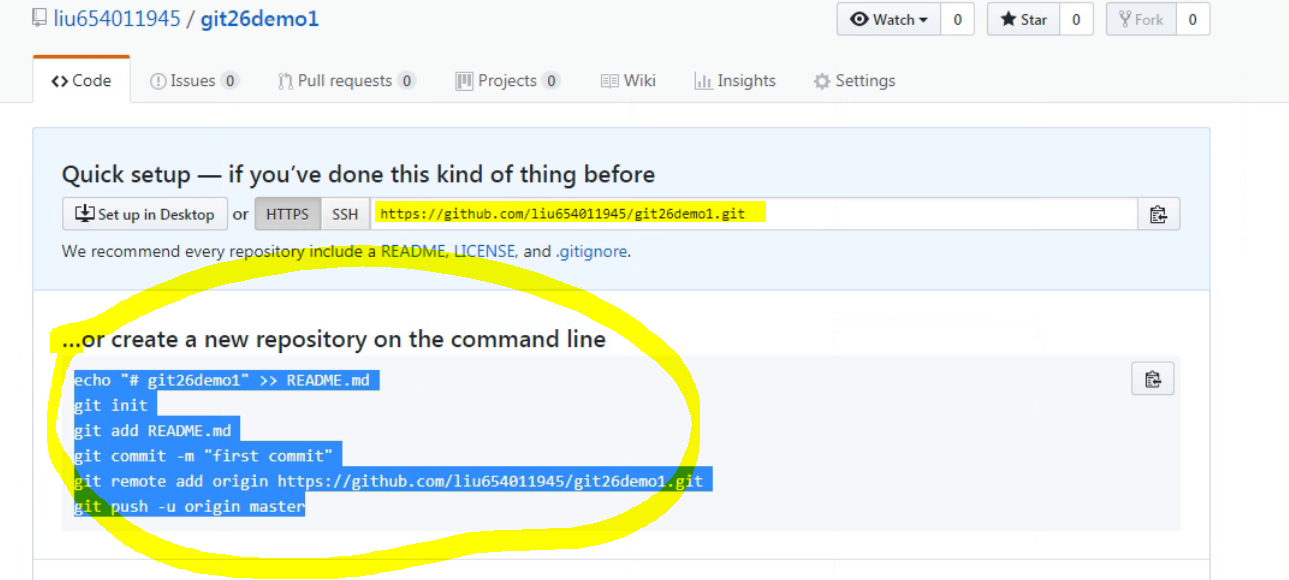 liu654011945 / git26demo1
Watch 0 Star 0 Fork 0
Code Issues 0 Pull requests 0 Projects 0 Wiki Insights Settings
Quick setup — if you’ve done this kind of thing before
Set up in Desktop or HTTPS SSH https://github.com/liu654011945/git26demo1.git
We recommend every repository include a README, LICENSE, and .gitignore.
…or create a new repository on the command line
echo "# git26demo1" >> README.md
git init
git add README.md
git commit -m "first commit"
git remote add origin https://github.com/liu654011945/git26demo1.git
git push -u origin master